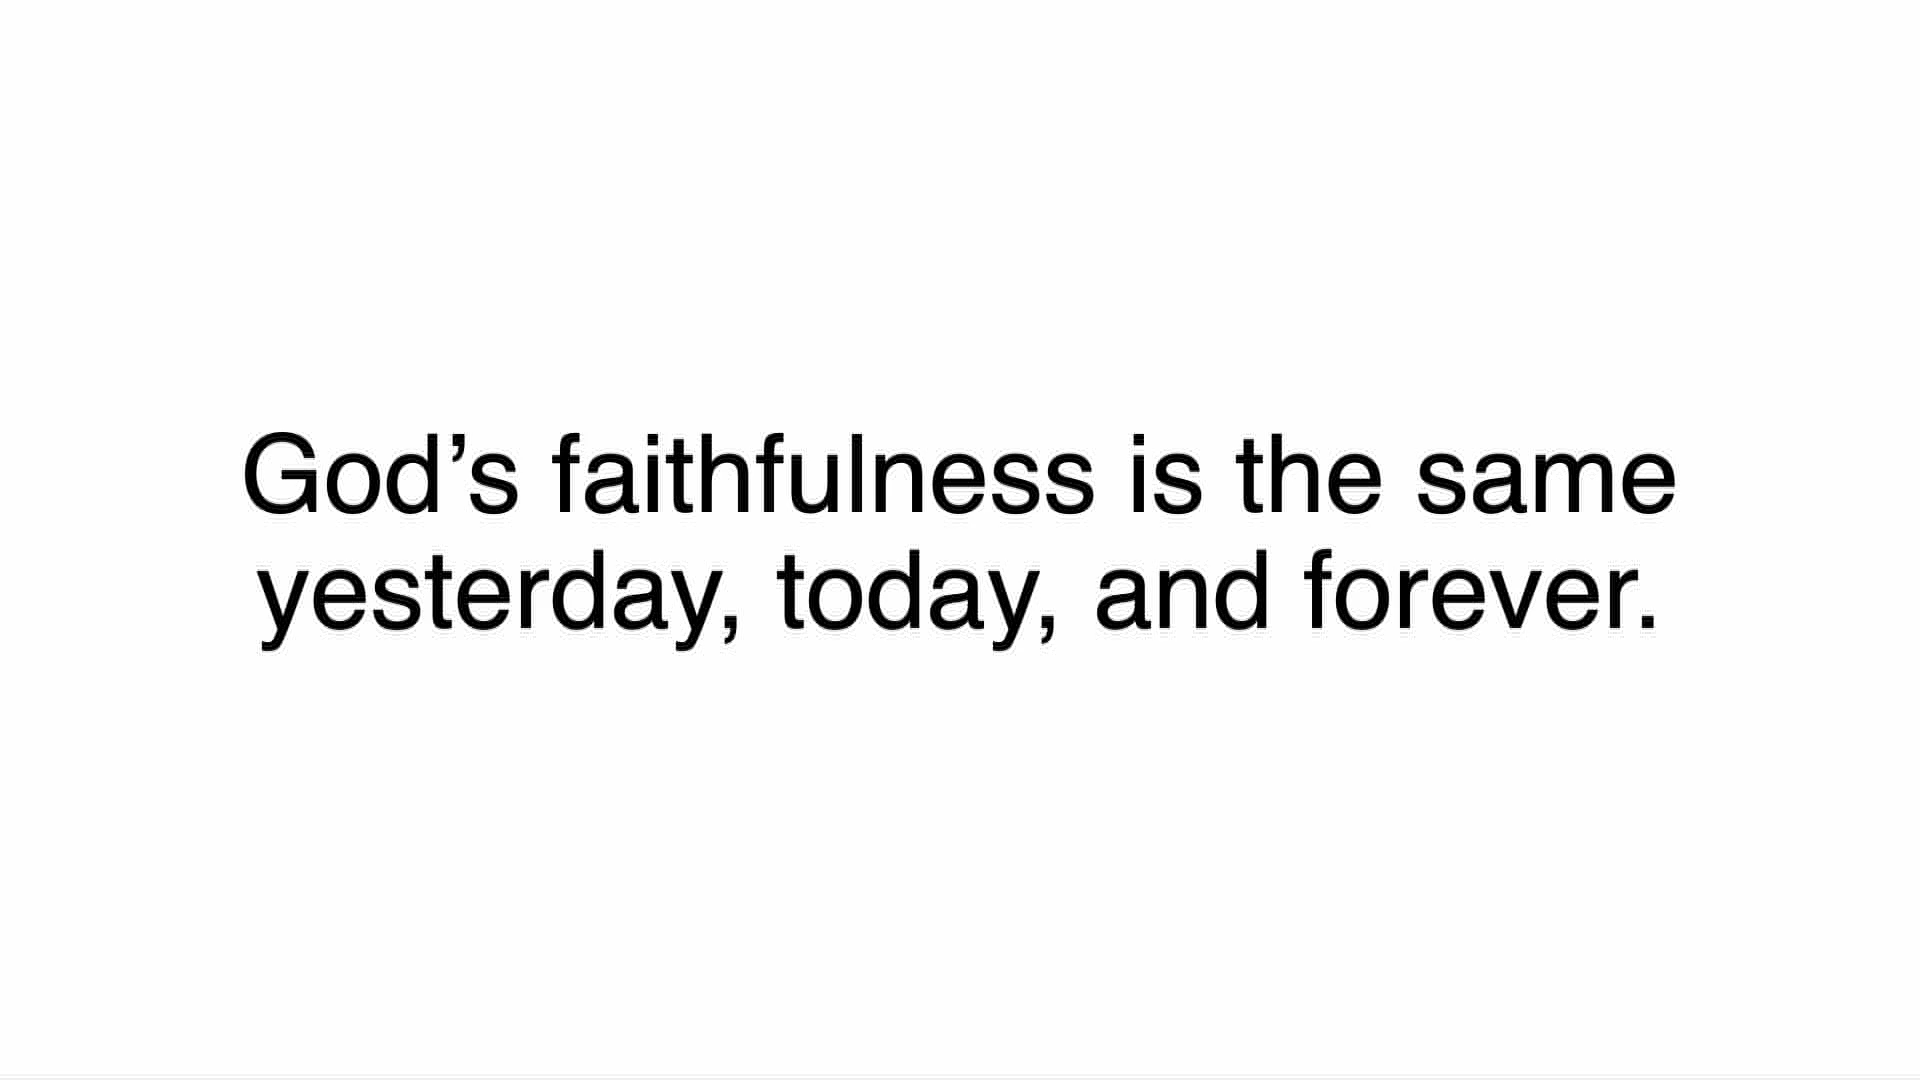 God’s faithfulness is the same
yesterday, today, and forever.